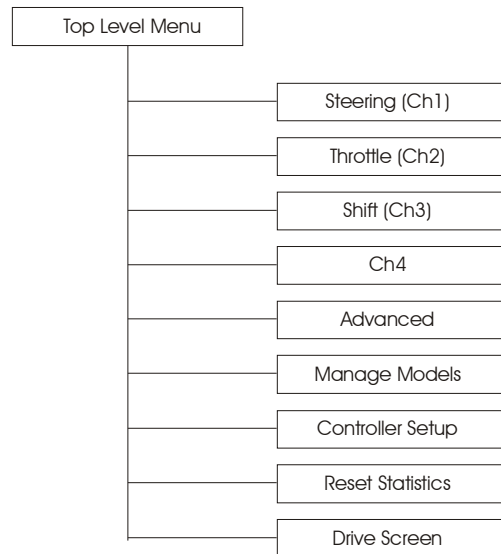 Top Level Menu
Steering (Ch1)
Throttle (Ch2)
Shift (Ch3)
Ch4
Advanced
Manage Models
Controller Setup
Reset Statistics
Drive Screen